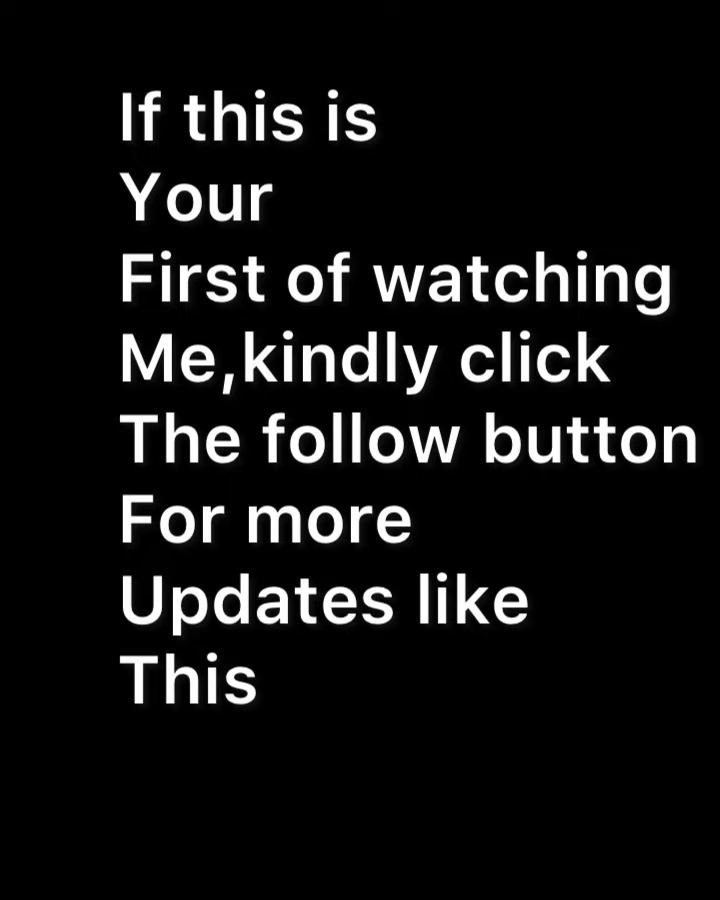 If this is
Your
First of watching
Me,kindly click
The follow button
For more
Updates like
This